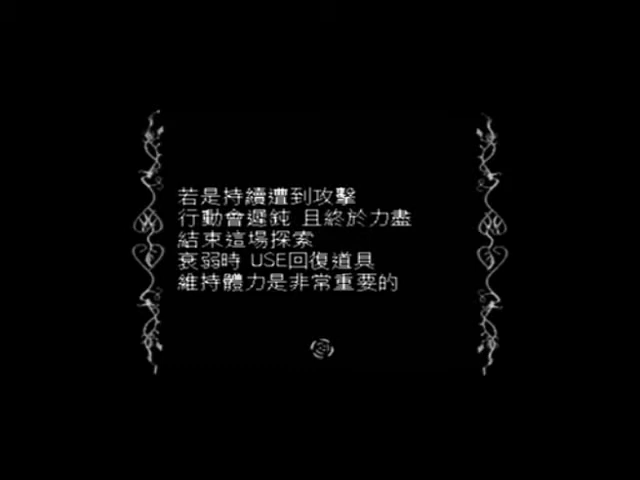 若是持續遭到攻擊
行動會遲鈍 且終於力盡
結束這場探索
衰弱時 USE回復道具
維持體力是非常重要的